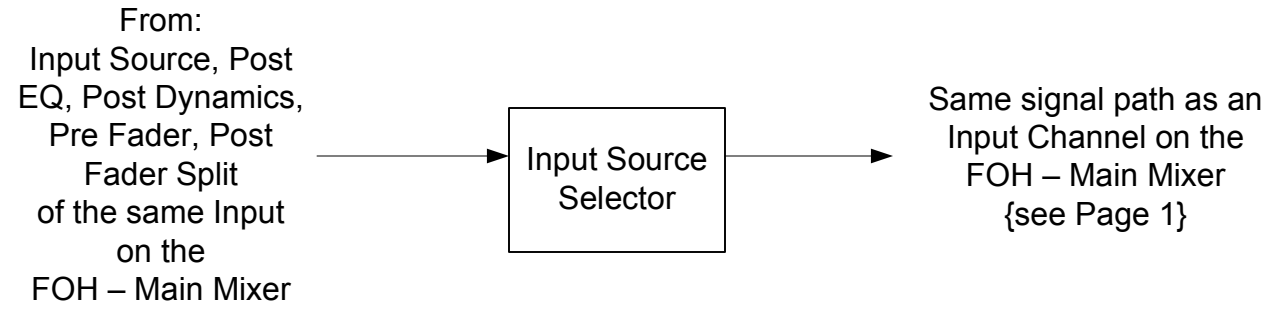 From:
Input Source, Post
EQ, Post Dynamics,
Pre Fader, Post
Fader Split
of the same Input
on the
FOH – Main Mixer
Input Source
Selector
Same signal path as an
Input Channel on the
FOH – Main Mixer
{see Page 1}